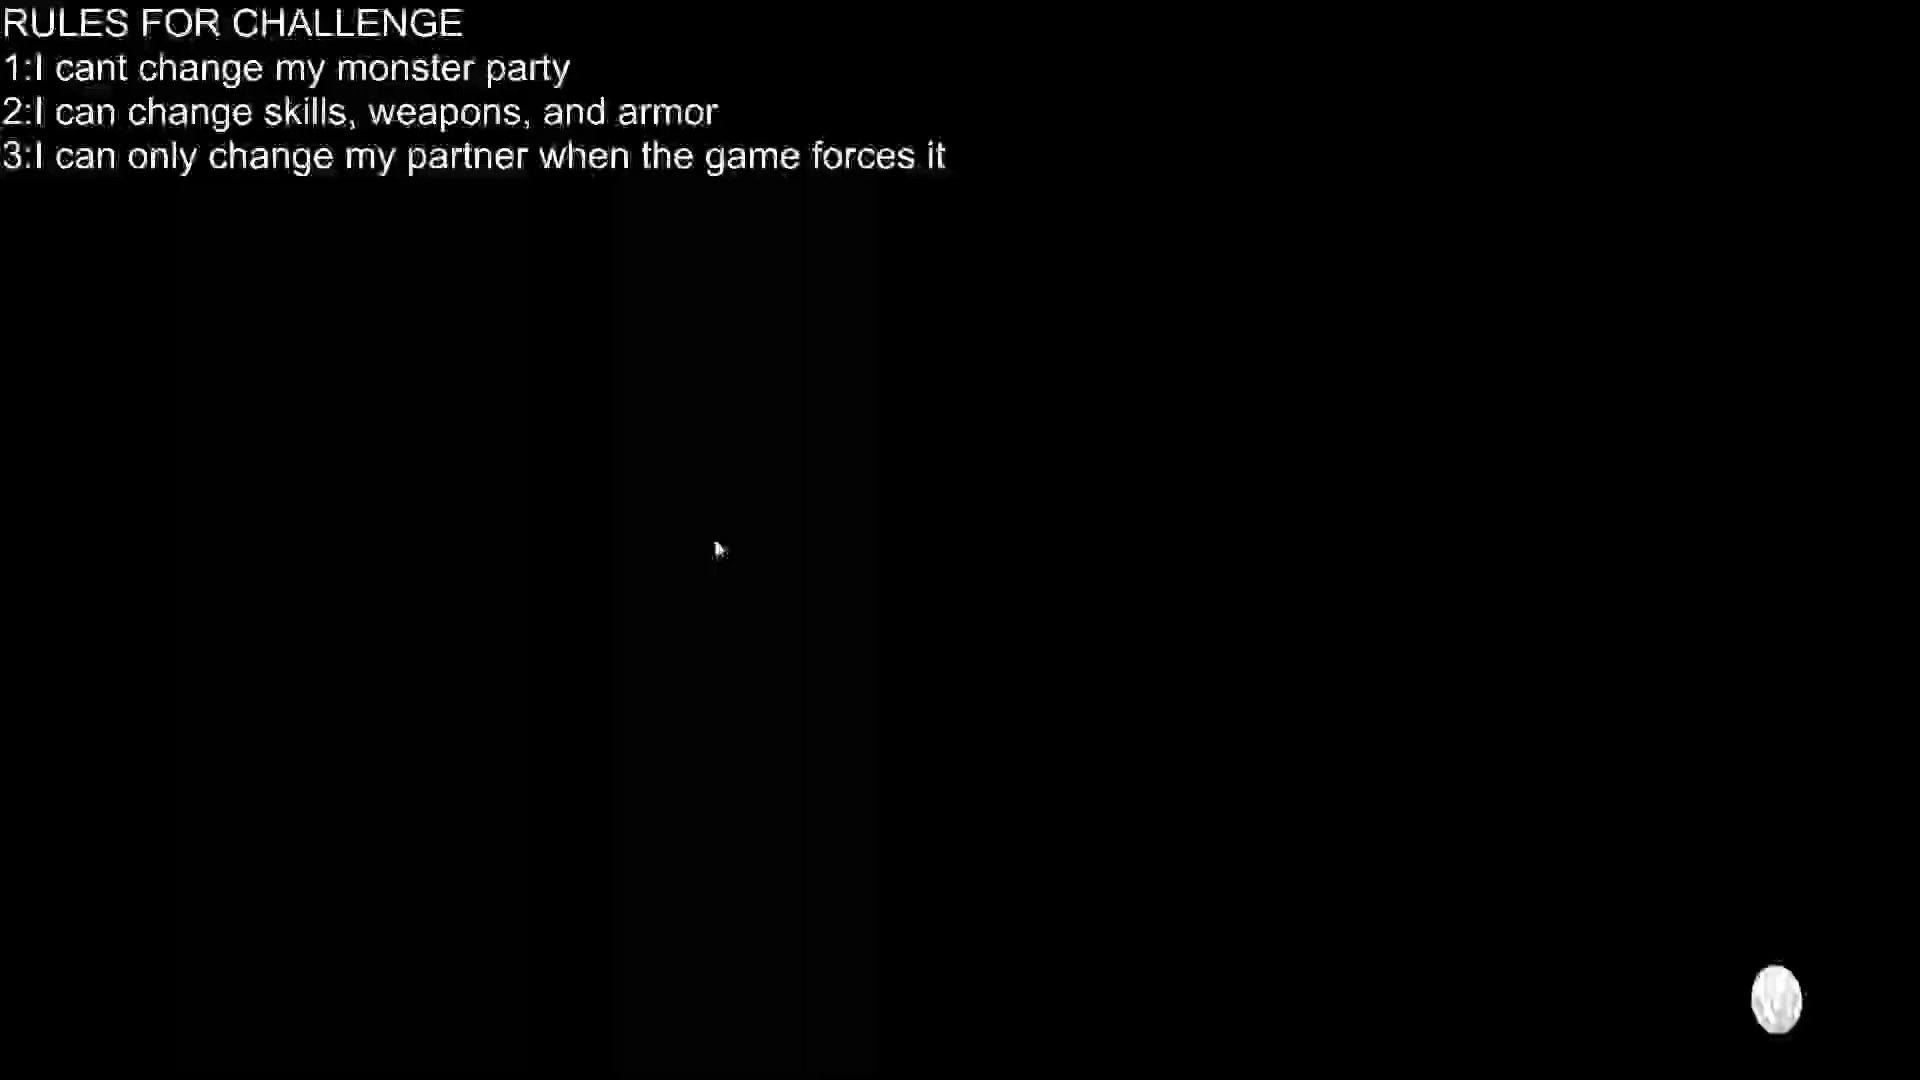 RULES FOR CHALLENGE
1:I cant change my monster party
2:I can change skills, weapons, and armor
3:I can only change my partner when the game forces it